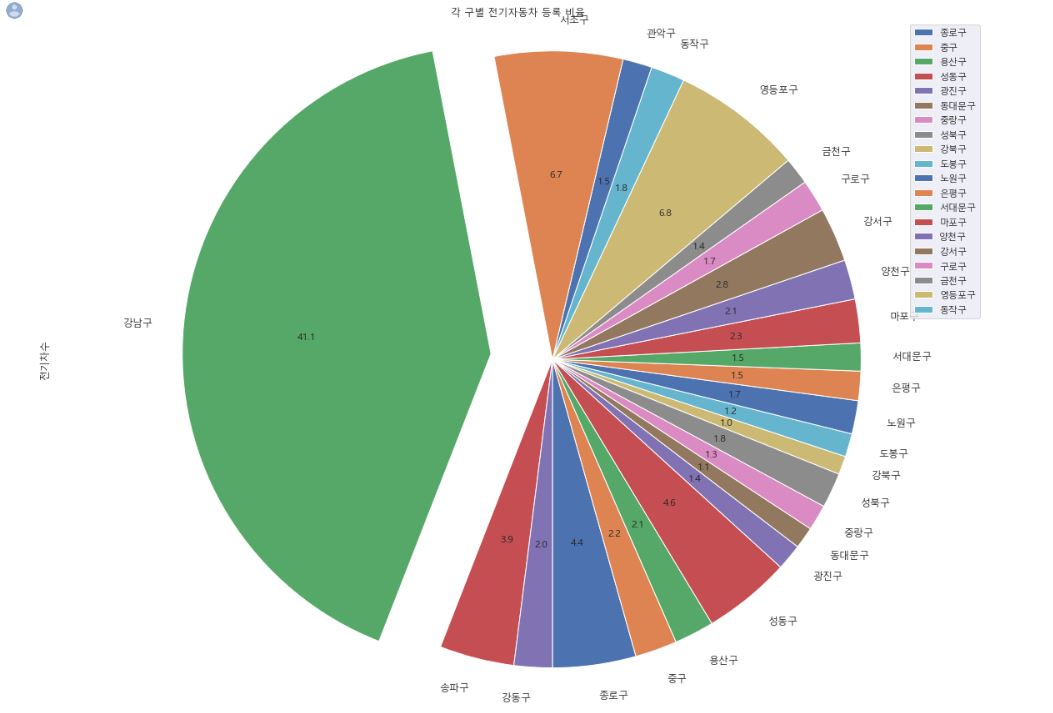 각 구별 전기자동차 등록 비율
전기차수
서초구
관악구
동작구
영등포구
금천구
구로구
강서구
양천구
마포구
서대문구
은평구
노원구
도봉구
강북구
성북구
중랑구
동대문구
광진구
성동구
용산구
중구
종로구
강동구
송파구
강남구
6.7
1.5
1.8
6.8
1.4
1.7
2.8
2.1
2.3
1.5
1.5
1.7
1.2
1.0
1.8
1.3
1.1
1.4
4.6
2.1
2.2
4.4
2.0
3.9
41.1
종로구
중구
용산구
성동구
광진구
동대문구
중랑구
성북구
강북구
도봉구
노원구
은평구
서대문구
마포구
양천구
강서구
구로구
금천구
영등포구
동작구